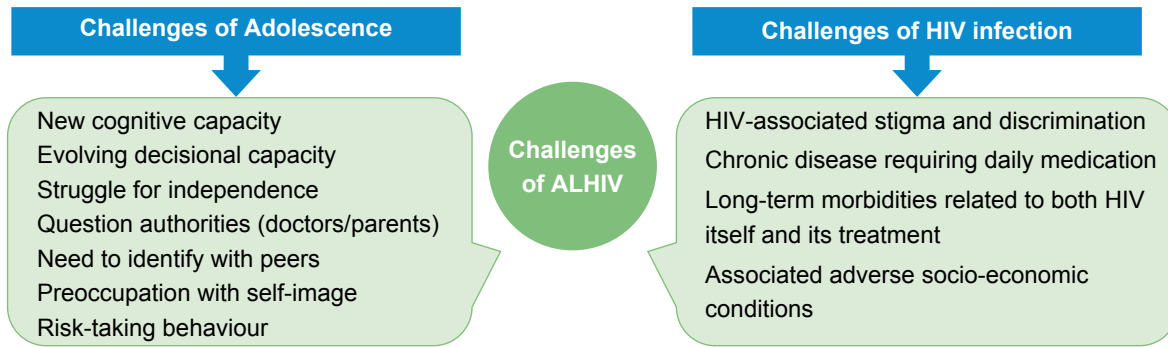 Challenges of Adolescence
New cognitive capacity
Evolving decisional capacity
Struggle for independence
Question authorities (doctors/parents)
Need to identify with peers
Preoccupation with self-image
Risk-taking behaviour
Challenges
of ALHIV
Challenges of HIV infection
HIV-associated stigma and discrimination
Chronic disease requiring daily medication
Long-term morbidities related to both HIV
itself and its treatment
Associated adverse socio-economic
conditions